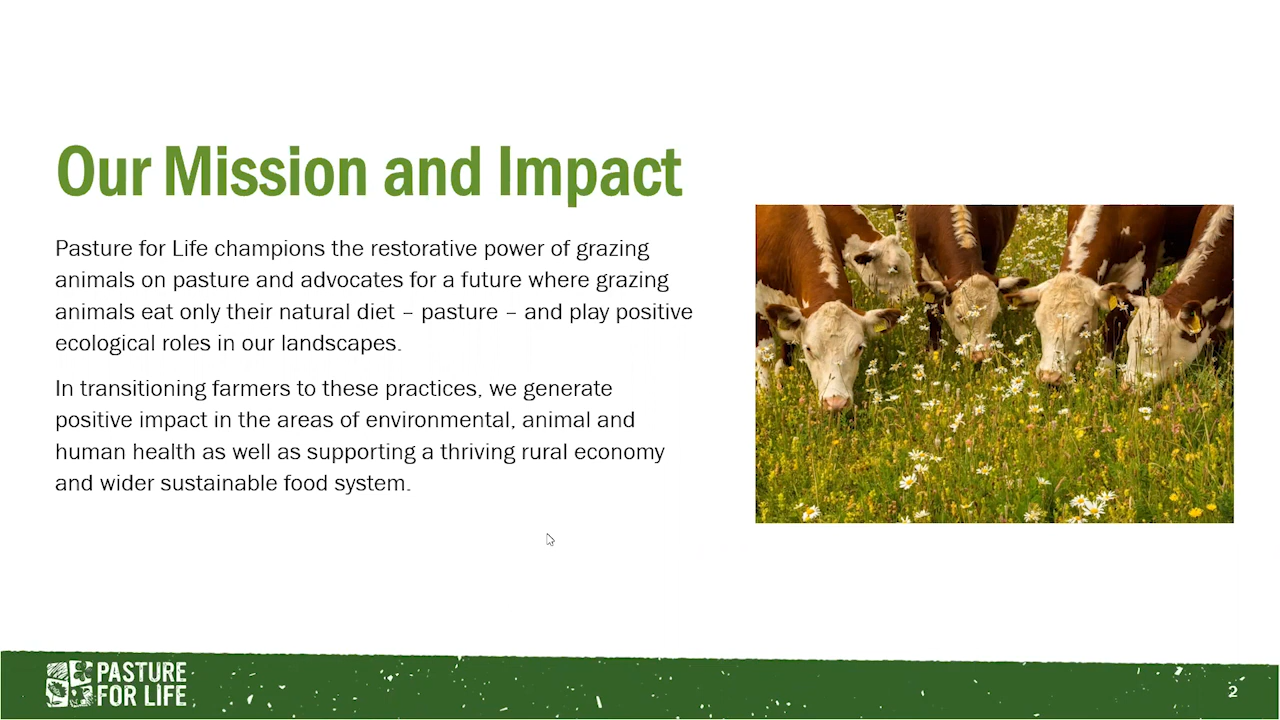 Our Mission and Impact
Pasture for Life champions the restorative power of grazing
animals on pasture and advocates for a future where grazing
animals eat only their natural diet – pasture – and play positive
ecological roles in our landscapes.
In transitioning farmers to these practices, we generate
positive impact in the areas of environmental, animal and
human health as well as supporting a thriving rural economy
and wider sustainable food system.
PASTURE
FOR LIFE
2